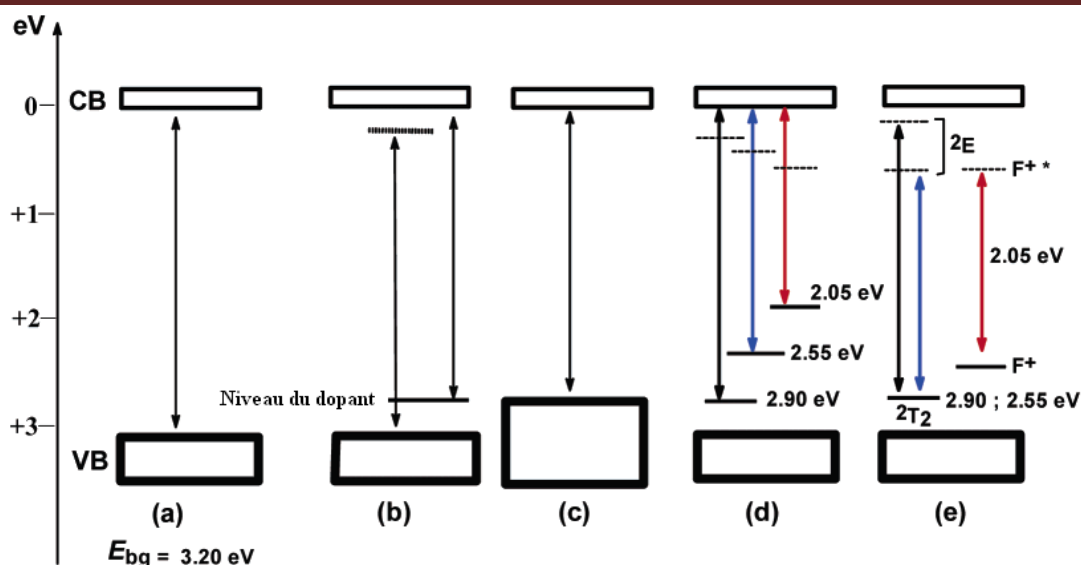 eV
0
CB
+1
+2
+3
VB
Niveau du dopant
2.05 eV
2.55 eV
2.90 eV
2E
F+ *
2.05 eV
F+
2T2
2.90 ; 2.55 eV
(a)
(b)
(c)
(d)
(e)
Ebg = 3.20 eV